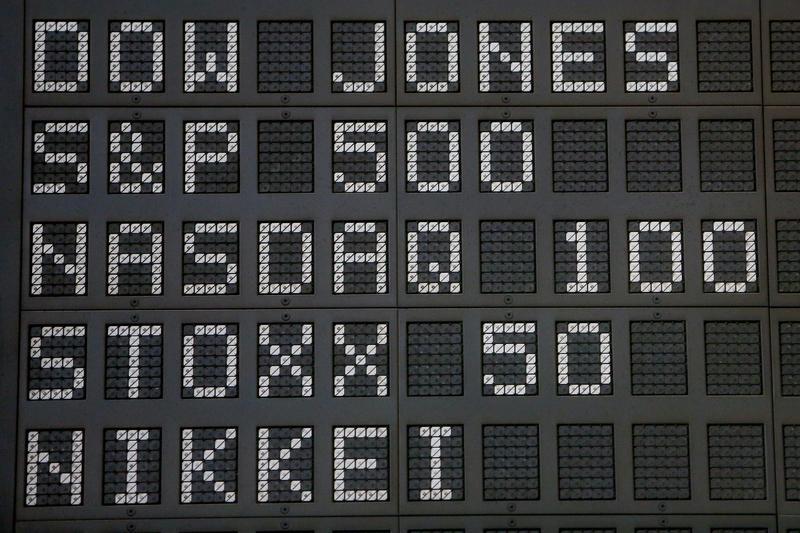 DOW JONES
S&P 500
NASDAQ 100
STOXX 50
NIKKEI